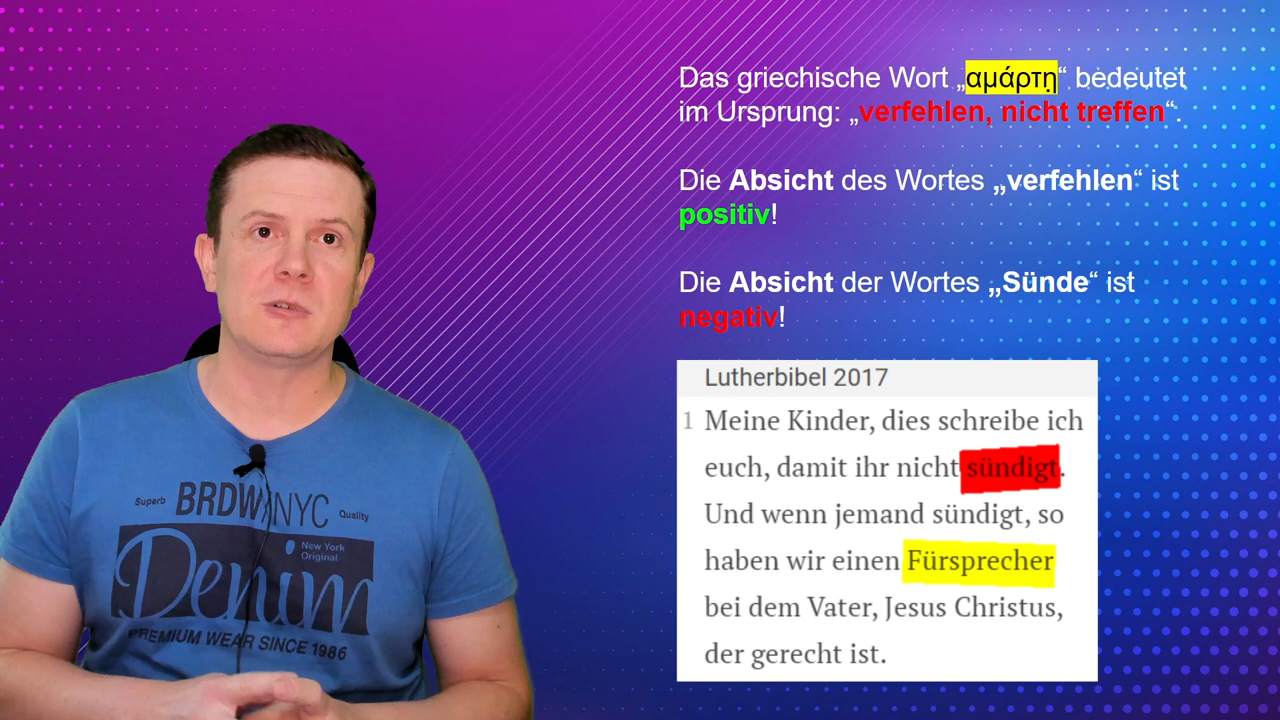 Das griechische Wort „αμάρτῃ“ bedeutet
im Ursprung: „verfehlen, nicht treffen“.
Die Absicht des Wortes „verfehlen“ ist
positiv!
Die Absicht der Wortes „Sünde“ ist
negativ!
Lutherbibel 2017
1 Meine Kinder, dies schreibe ich
euch, damit ihr nicht sündigt.
Und wenn jemand sündigt, so
haben wir einen Fürsprecher
bei dem Vater, Jesus Christus,
der gerecht ist.
Superb BRDW NYC Quality
New York
Original
Denim
PREMIUM WEAR SINCE 1986